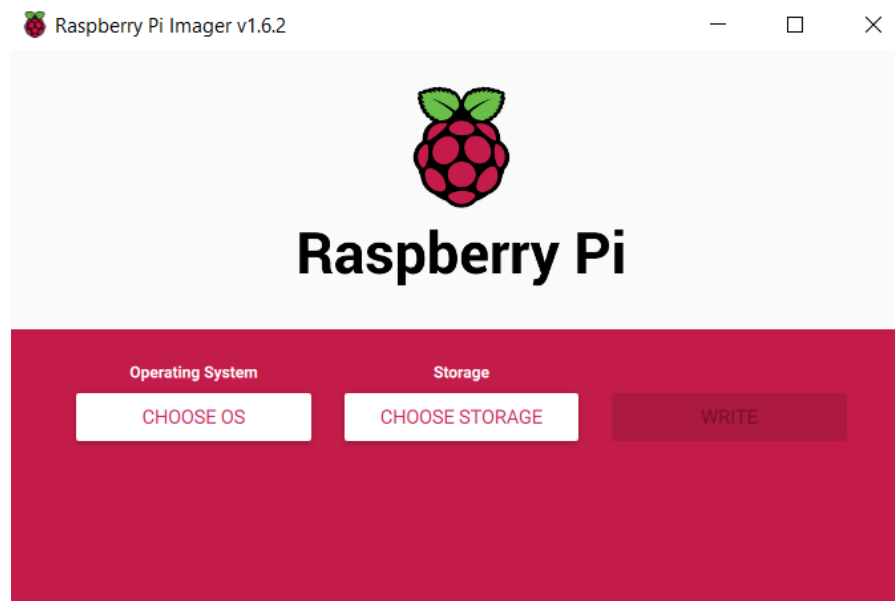 Raspberry Pi Imager v1.6.2
Raspberry Pi
Operating System
Storage
CHOOSE OS
CHOOSE STORAGE
WRITE